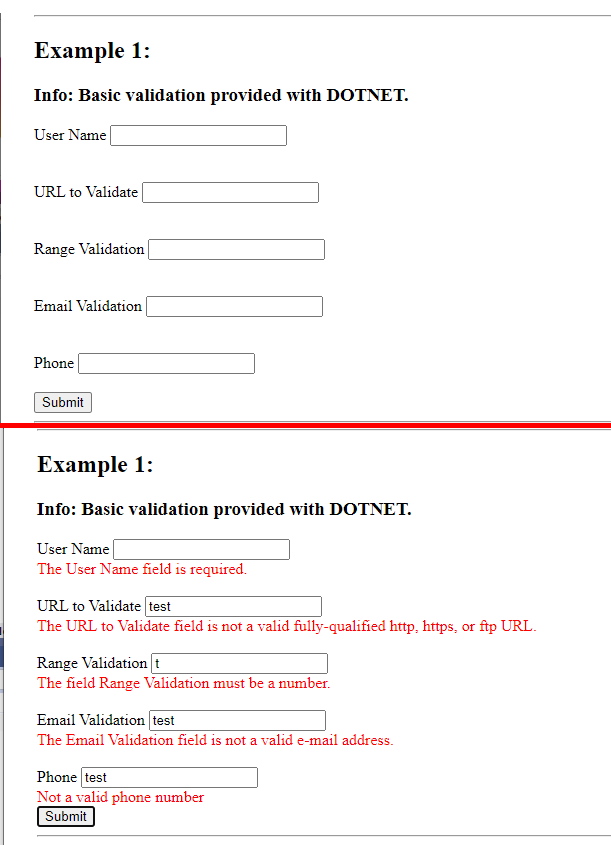 Example 1:
Info: Basic validation provided with DOTNET.
User Name
URL to Validate
Range Validation
Email Validation
Phone
Submit
Example 1:
Info: Basic validation provided with DOTNET.
User Name
The User Name field is required.
URL to Validate test
The URL to Validate field is not a valid fully-qualified http, https, or ftp URL.
Range Validation t
The field Range Validation must be a number.
Email Validation test
The Email Validation field is not a valid e-mail address.
Phone test
Not a valid phone number
Submit